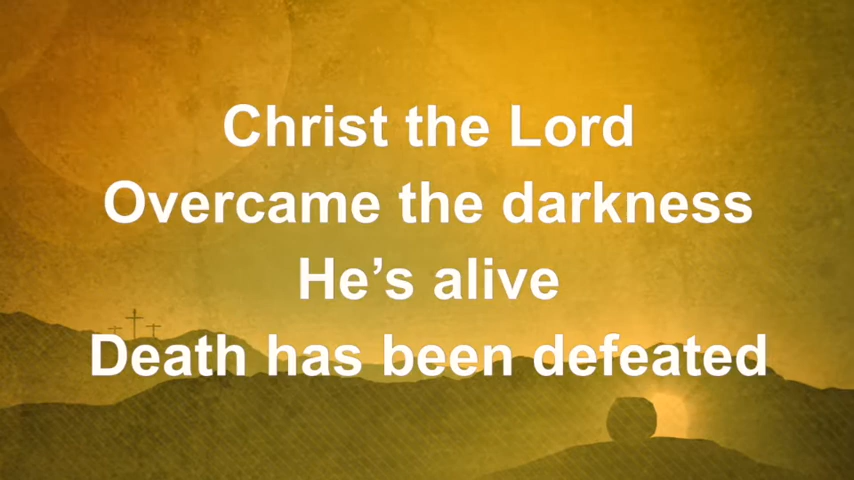 Christ the Lord
Overcame the darkness
He’s alive
Death has been defeated